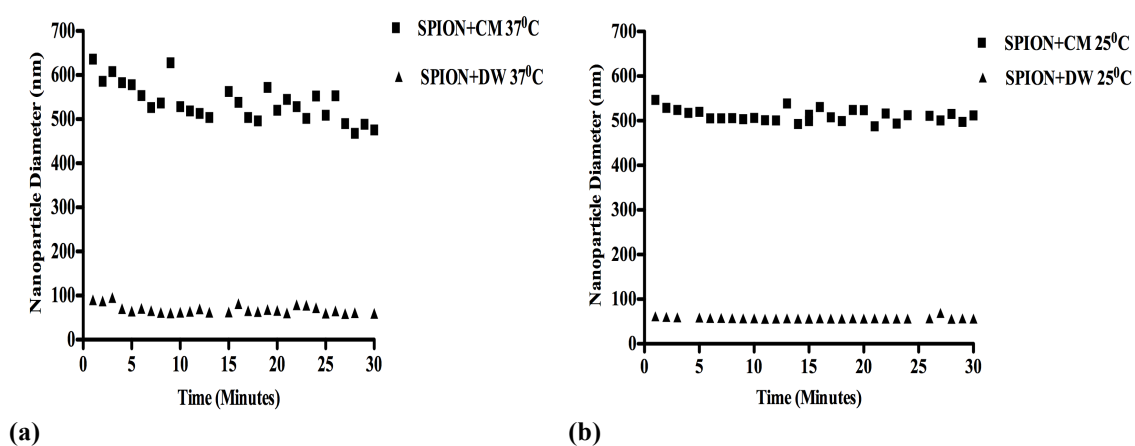 SPION+CM 37⁰C
SPION+DW 37⁰C
Nanoparticle Diameter (nm)
700
600
500
400
300
200
100
0
0 5 10 15 20 25 30
Time (Minutes)
(a)
SPION+CM 25⁰C
SPION+DW 25⁰C
Nanoparticle Diameter (nm)
700
600
500
400
300
200
100
0
0 5 10 15 20 25 30
Time (Minutes)
(b)